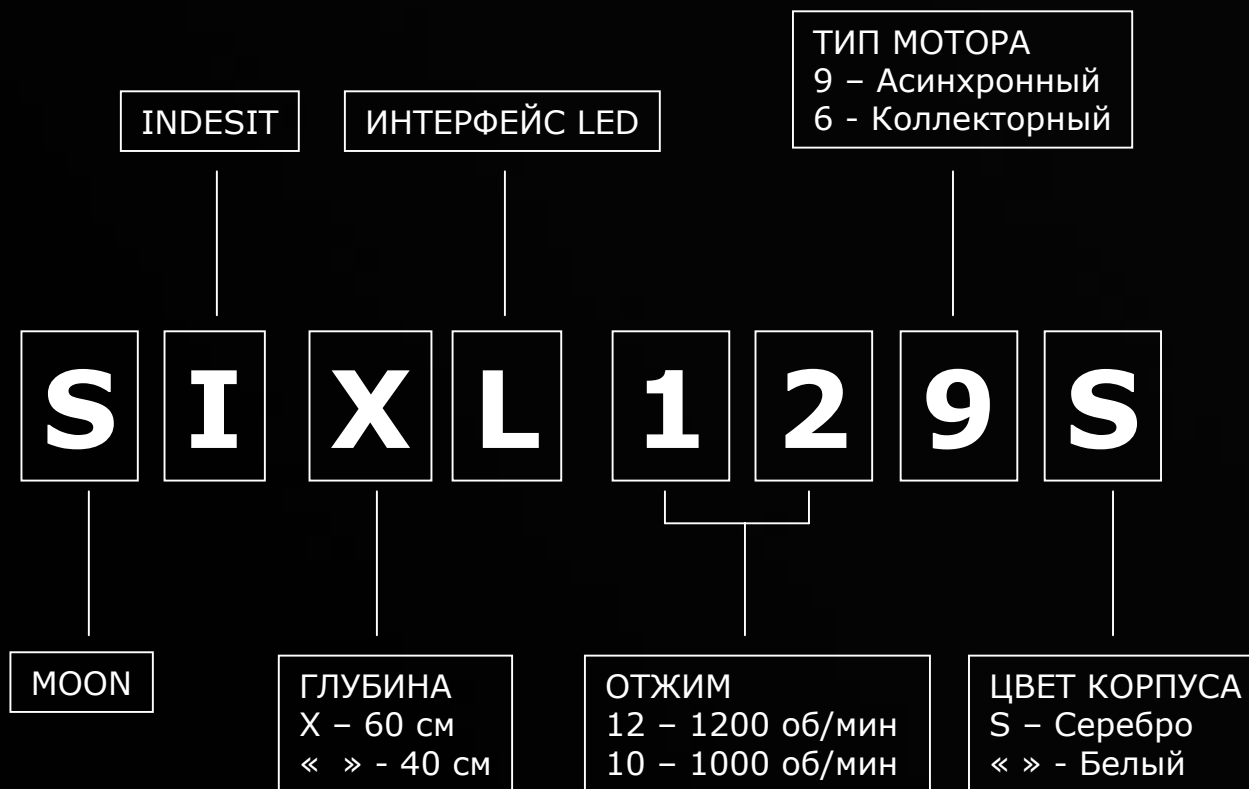 ТИП МОТОРА
9 – Асинхронный
6 - Коллекторный
INDESIT
ИНТЕРФЕЙС LED
S I X L 1 2 9 S
MOON
ГЛУБИНА
X – 60 см
«  » - 40 см
ОТЖИМ
12 – 1200 об/мин
10 – 1000 об/мин
ЦВЕТ КОРПУСА
S – Серебро
« » - Белый